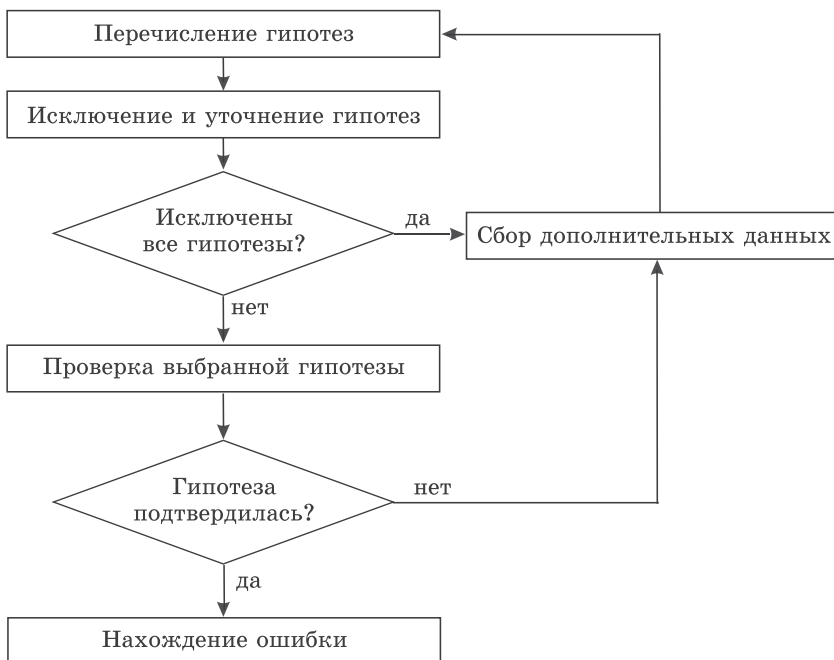 Перечисление гипотез
Исключение и уточнение гипотез
Исключены
все гипотезы?
да
Сбор дополнительных данных
нет
Проверка выбранной гипотезы
Гипотеза
подтвердилась?
нет
да
Нахождение ошибки